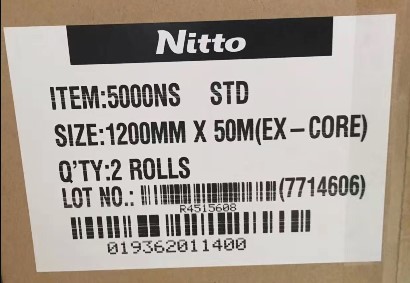 Nitto
ITEM:5000NS STD
SIZE:1200MM X 50M(EX-CORE)
Q'TY:2 ROLLS
LOT NO.: (7714606)
R4515608
019362011400